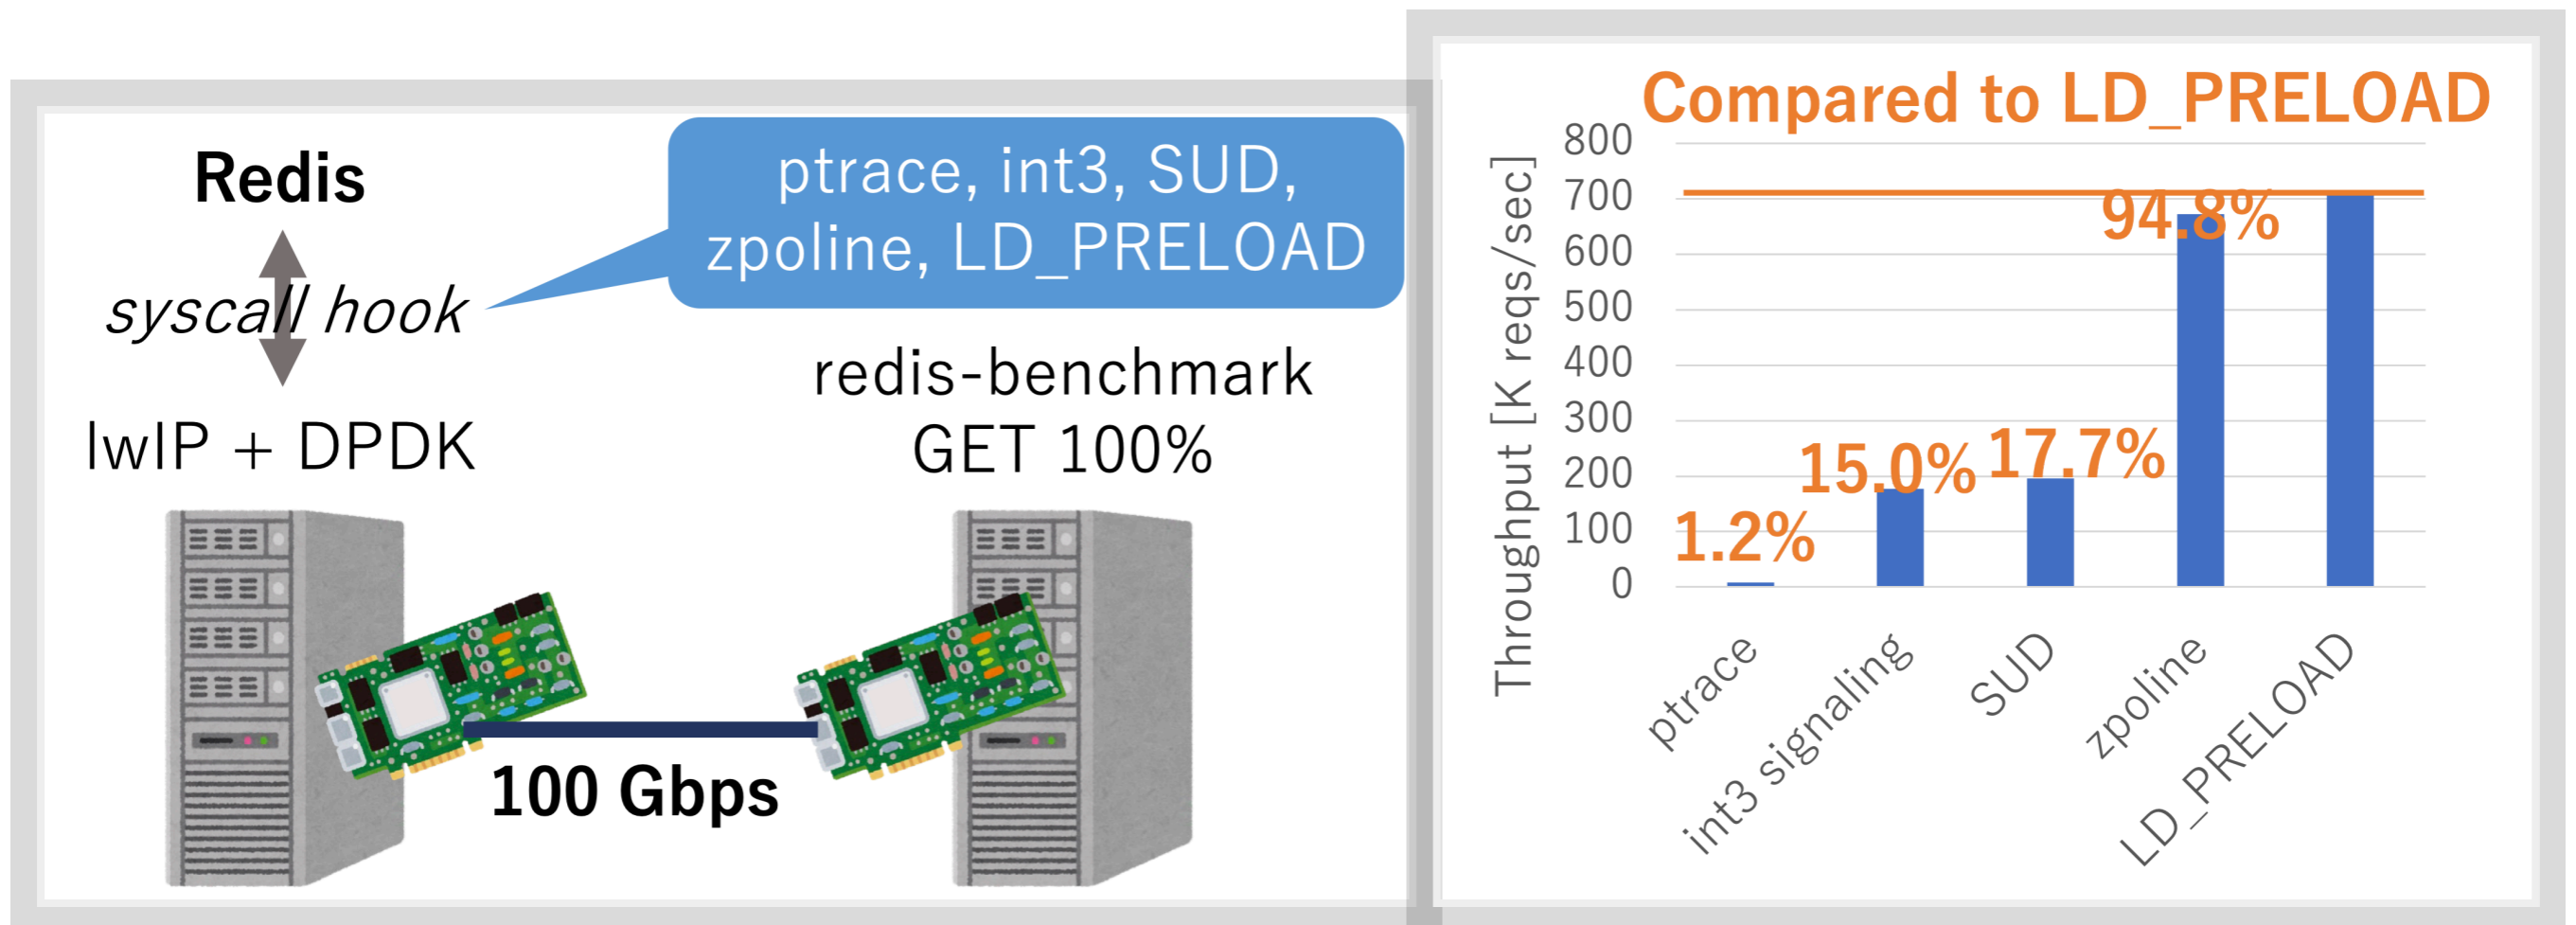 Redis
syscall hook
lwIP + DPDK
ptrace, int3, SUD,
zpoline, LD_PRELOAD
redis-benchmark
GET 100%
100 Gbps
Compared to LD_PRELOAD
Throughput [K reqs/sec]
800
700
600
500
400
300
200
100
0
1.2%
15.0%
17.7%
94.8%
ptrace
int3 signaling
SUD
zpoline
LD_PRELOAD